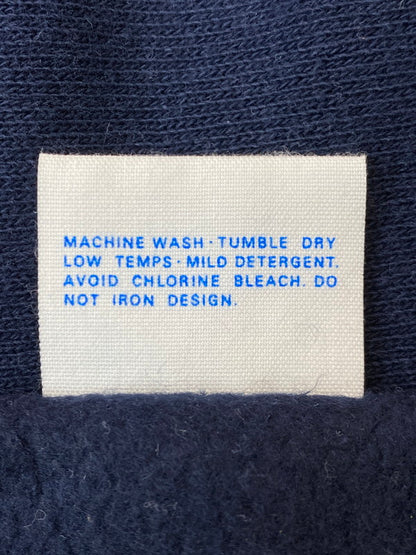 MACHINE WASH · TUMBLE DRY
LOW TEMPS · MILD DETERGENT.
AVOID CHLORINE BLEACH. DO
NOT IRON DESIGN.